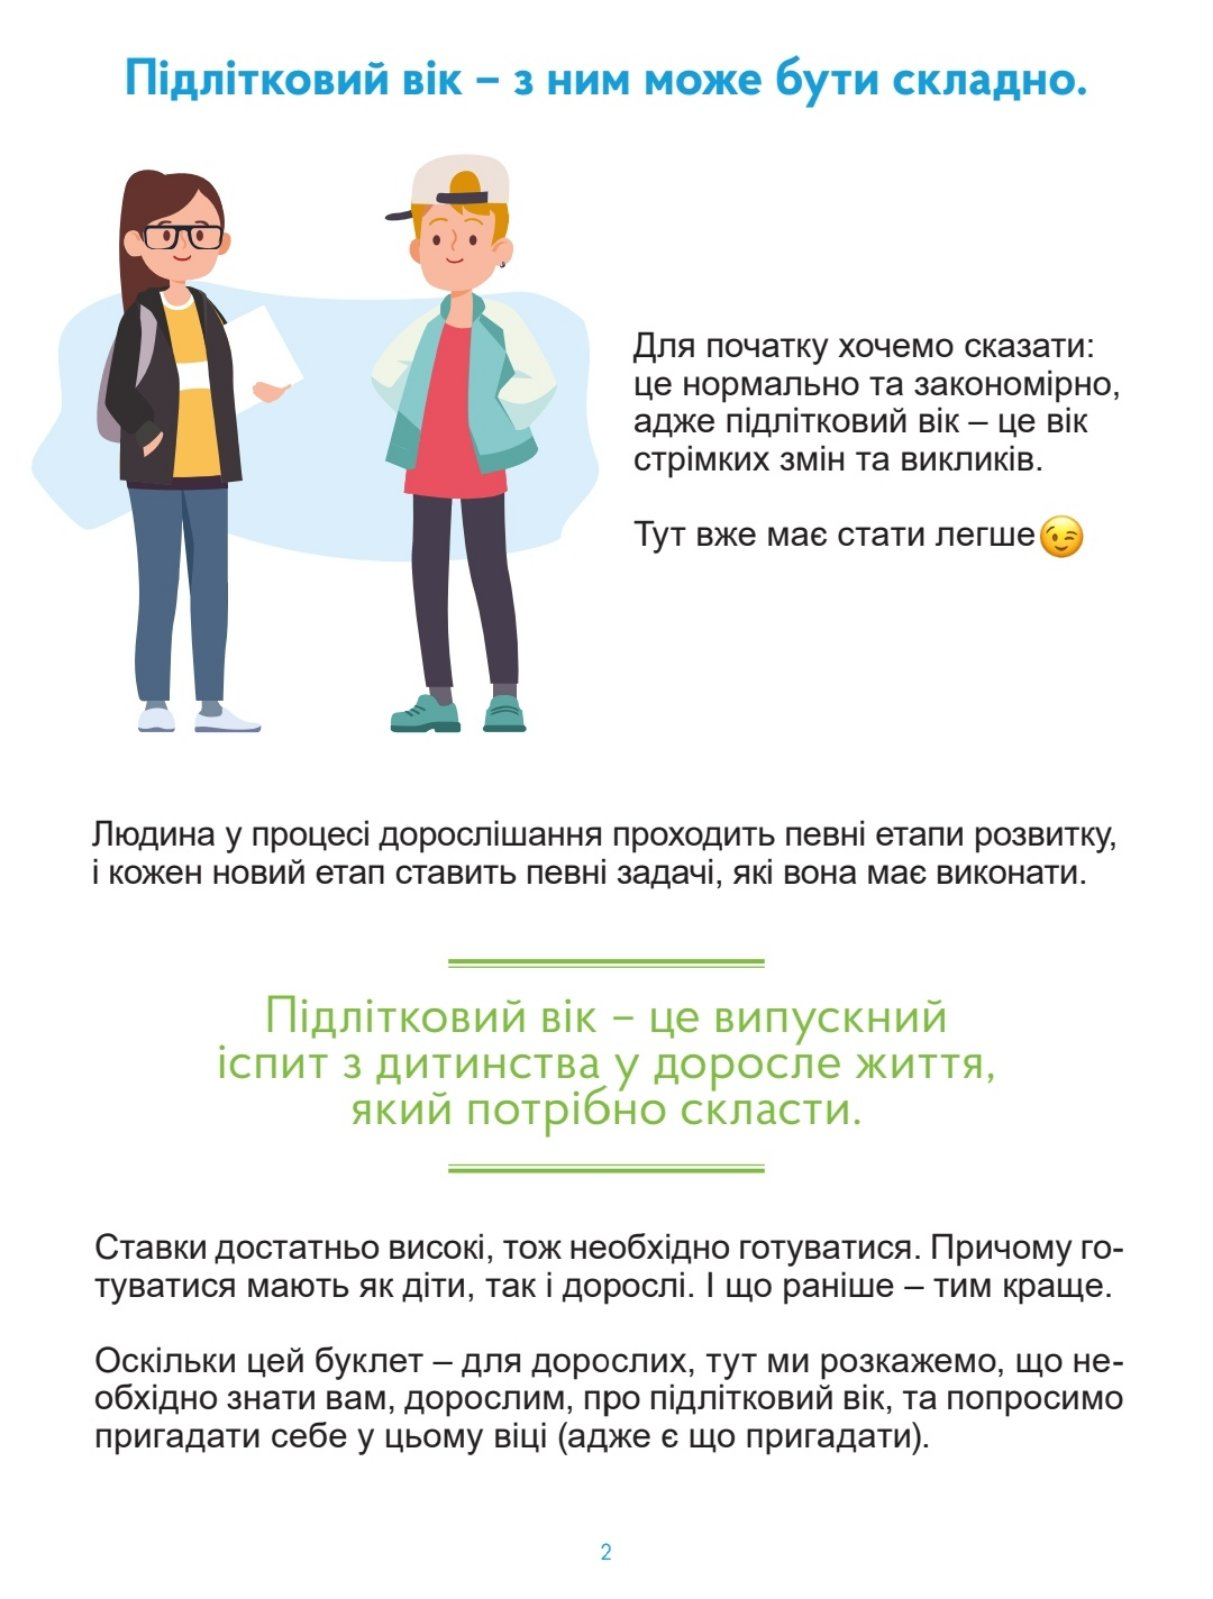 Підлітковий вік – з ним може бути складно.
Для початку хочемо сказати:
це нормально та закономірно,
адже підлітковий вік – це вік
стрімких змін та викликів.
Тут вже має стати легше😉
Людина у процесі дорослішання проходить певні етапи розвитку,
і кожен новий етап ставить певні задачі, які вона має виконати.
Підлітковий вік – це випускний
іспит з дитинства у доросле життя,
який потрібно скласти.
Ставки достатньо високі, тож необхідно готуватися. Причому го-
туватися мають як діти, так і дорослі. І що раніше – тим краще.
Оскільки цей буклет – для дорослих, тут ми розкажемо, що не-
обхідно знати вам, дорослим, про підлітковий вік, та попросимо
пригадати себе у цьому віці (адже є що пригадати).
2